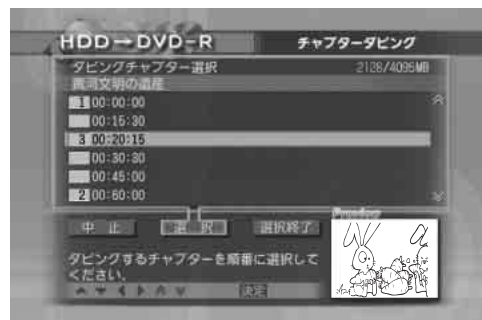 HDD→DVD-R チャプターダビング
ダビングチャプター選択 2128/4095MB
黄河文明の遺産
1 00:00:00
00:15:30
3 00:20:15
00:30:30
00:45:00
2 00:60:00
中止 選択 選択終了 Preview
ダビングするチャプターを順番に選択して
ください。
決定